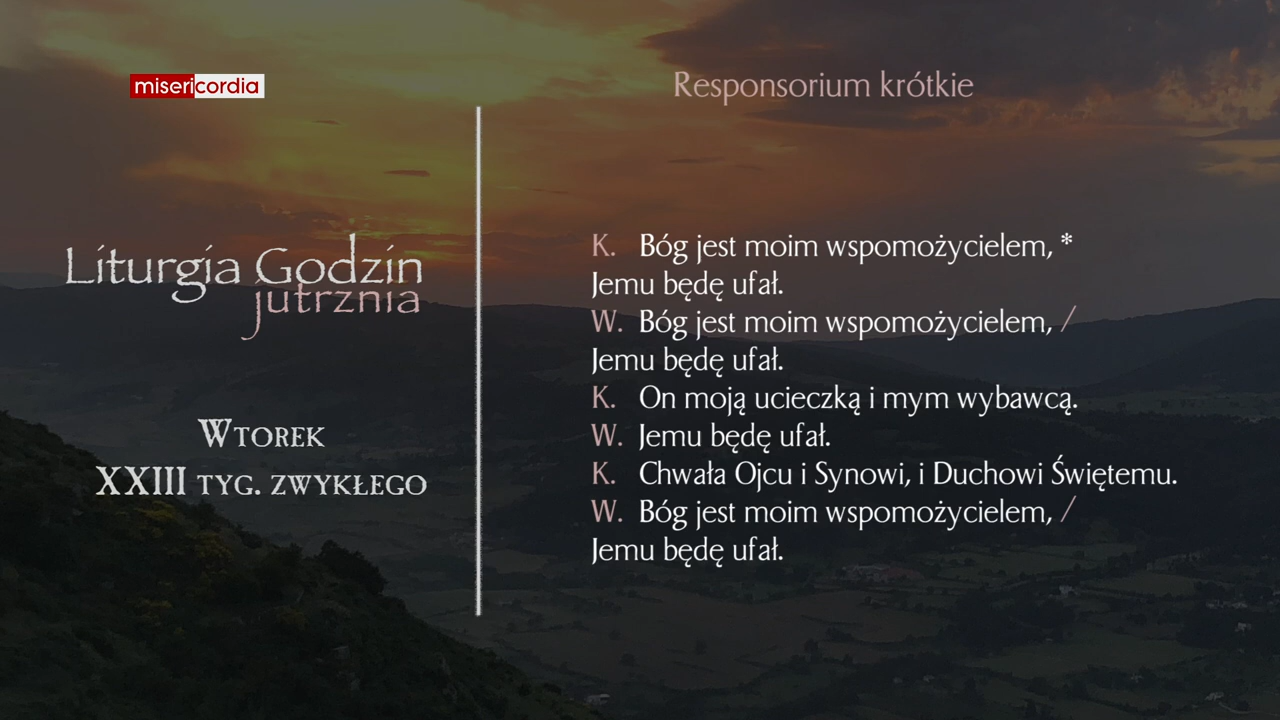 misericordia
Liturgia Godzin
jutrznia
Wtorek
XXIII tyg. zwykłego
Responsorium krótkie
K. Bóg jest moim wspomożycielem, *
Jemu będę ufał.
W. Bóg jest moim wspomożycielem, /
Jemu będę ufał.
K. On moją ucieczką i mym wybawcą.
W. Jemu będę ufał.
K. Chwała Ojcu i Synowi, i Duchowi Świętemu.
W. Bóg jest moim wspomożycielem, /
Jemu będę ufał.